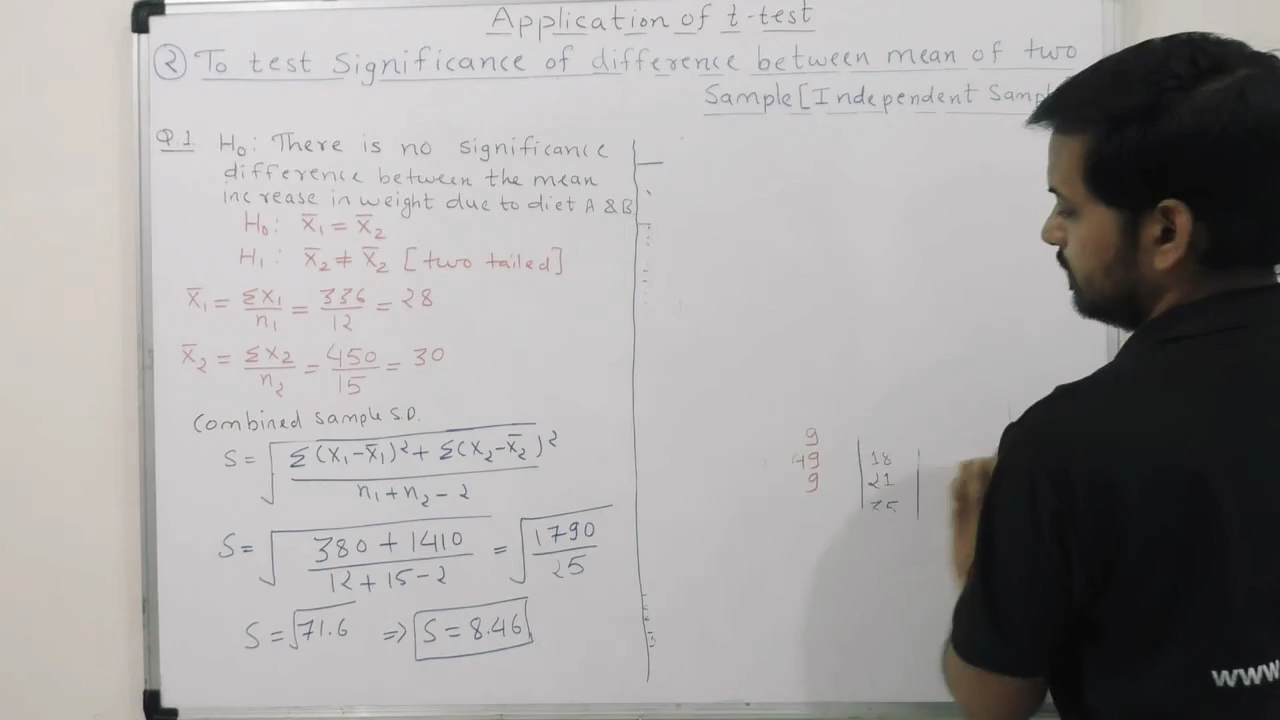 Application of t-test
② To test Significance of difference between mean of two
Sample [Independent
Q.1 H₀: There is no significance
difference between the mean
increase in weight due to diet A & B
H₀: X̄₁ = X̄₂
H₁: X̄₂ ≠ X̄₂ [two tailed]
X̄₁ = ΣX₁/n₁ = 336/12 = 28
X̄₂ = ΣX₂/n₂ = 450/15 = 30
Combined sample S.D.
S = √((Σ(X₁-X̄₁)² + Σ(X₂-X̄₂)²)/(n₁+n₂-2))
S = √((380+1410)/(12+15-2)) = √(1790/25)
S = √71.6 ⇒ S = 8.46
9
49 18
9 21
25
www